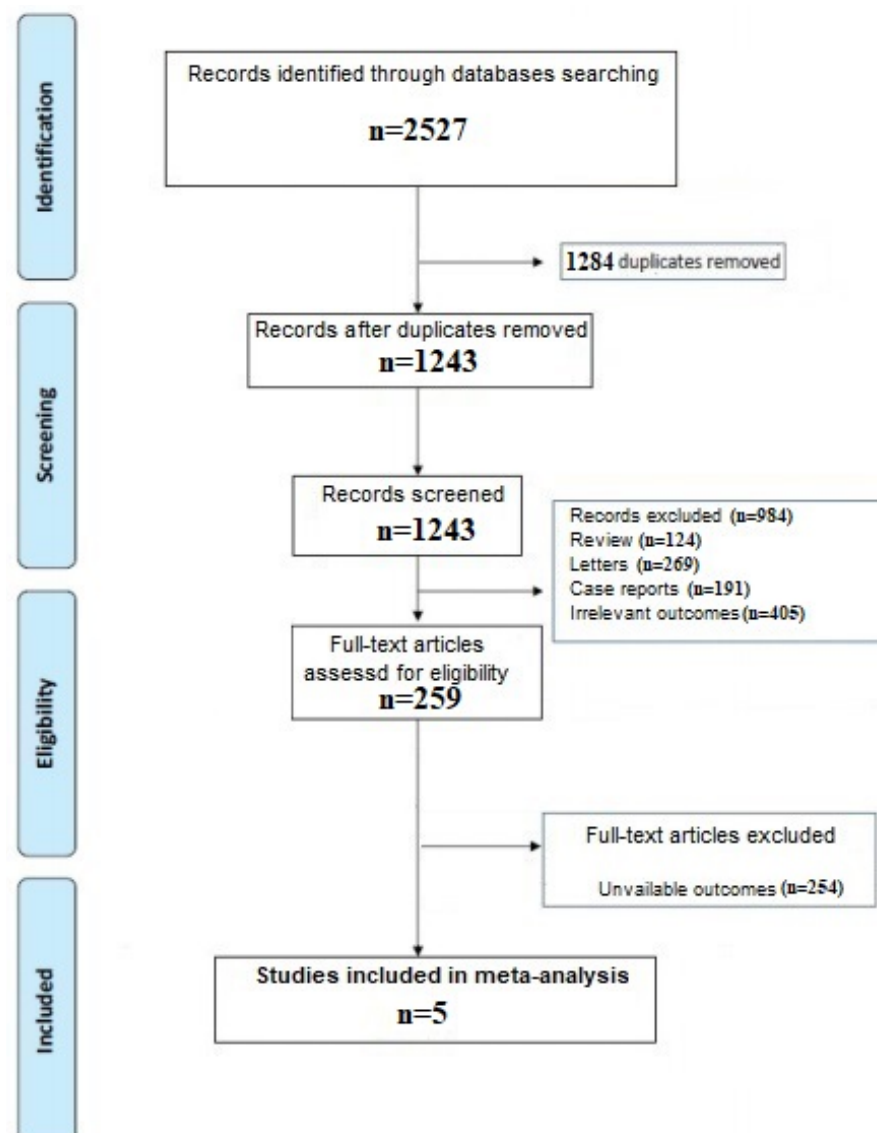 Identification
Records identified through databases searching
n=2527
1284 duplicates removed
Screening
Records after duplicates removed
n=1243
Records screened
n=1243
Records excluded (n=984)
Review (n=124)
Letters (n=269)
Case reports (n=191)
Irrelevant outcomes (n=405)
Eligibility
Full-text articles
assessd for eligibility
n=259
Full-text articles excluded
Unvailable outcomes (n=254)
Included
Studies included in meta-analysis
n=5